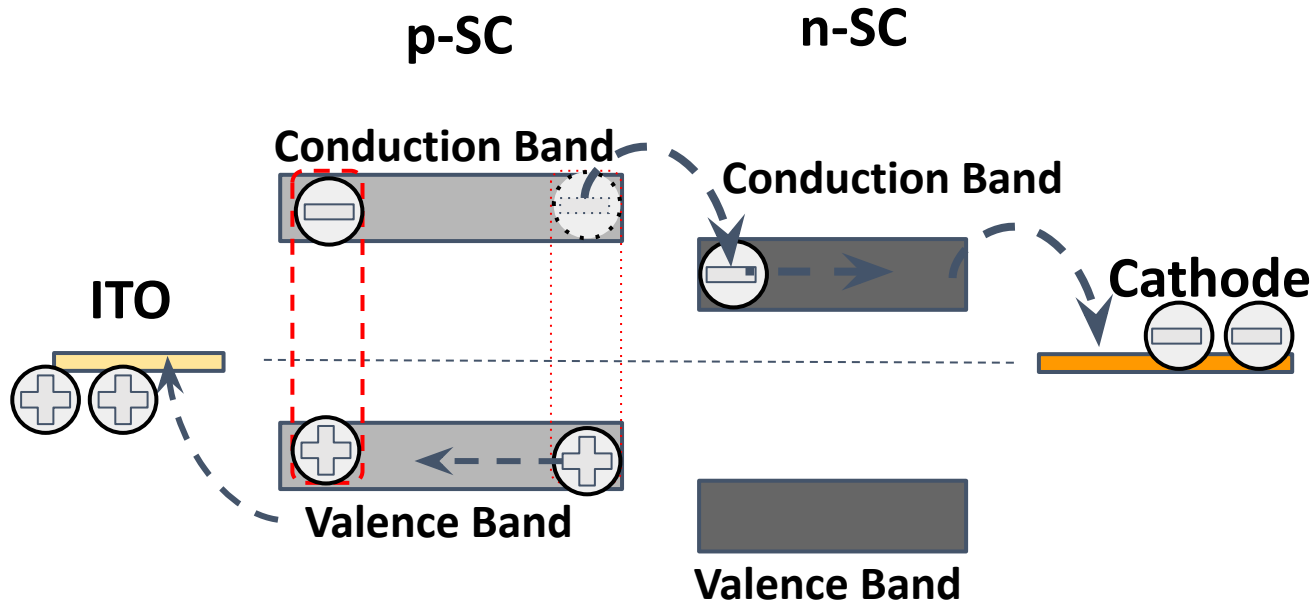 p-SC
n-SC
Conduction Band
Conduction Band
ITO
Cathode
Valence Band
Valence Band